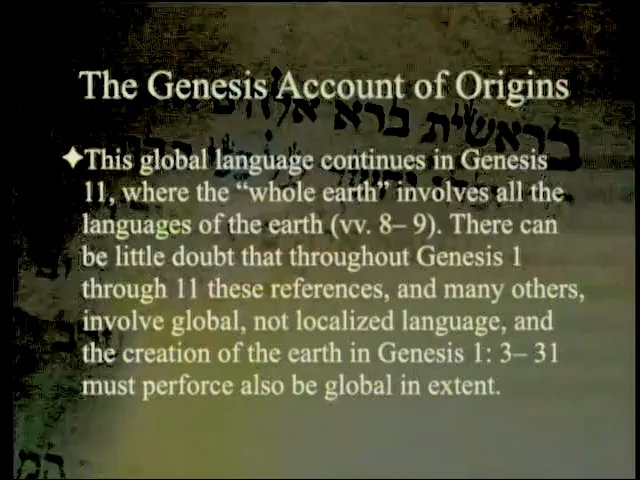 The Genesis Account of Origins
בראשית ברא אלהים
✦This global language continues in Genesis
11, where the “whole earth” involves all the
languages of the earth (vv. 8– 9). There can
be little doubt that throughout Genesis 1
through 11 these references, and many others,
involve global, not localized language, and
the creation of the earth in Genesis 1: 3– 31
must perforce also be global in extent.